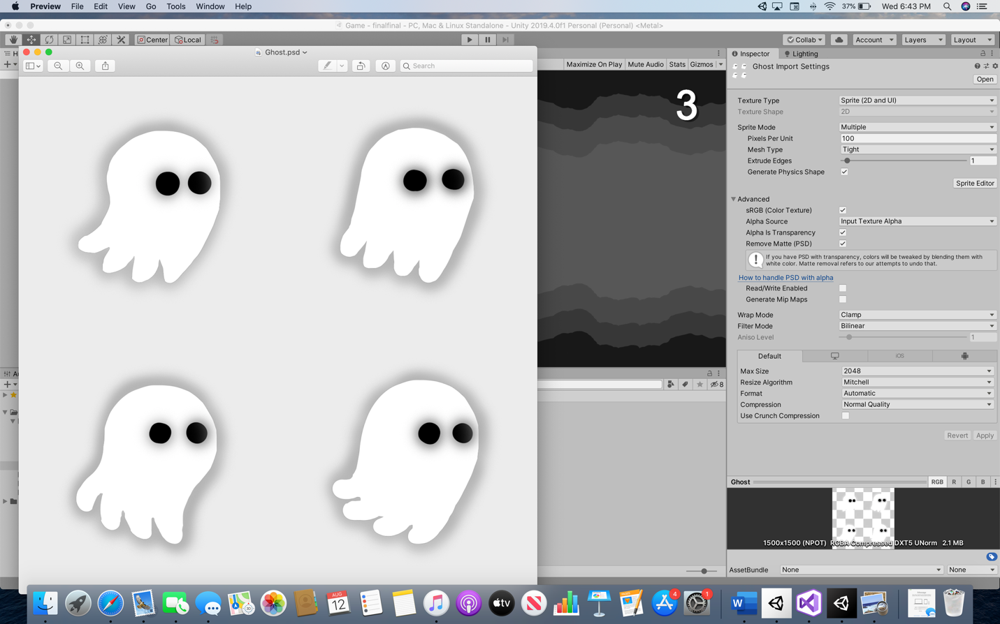 Preview File Edit View Go Tools Window Help 37% Wed 6:43 PM
Game - finalfinal - PC, Mac & Linux Standalone - Unity 2019.4.0f1 Personal (Personal) <Metal>
Center Local Collab Account Layers Layout
H
Ghost.psd
Search
Maximize On Play Mute Audio Stats Gizmos
3
Inspector Lighting
Ghost Import Settings
Open
Texture Type Sprite (2D and UI)
Texture Shape 2D
Sprite Mode Multiple
Pixels Per Unit 100
Mesh Type Tight
Extrude Edges 1
Generate Physics Shape
Sprite Editor
Advanced
sRGB (Color Texture)
Alpha Source Input Texture Alpha
Alpha Is Transparency
Remove Matte (PSD)
If you have PSD with transparency, colors will be tweaked by blending them with
white color. Matte removal refers to our attempts to undo that.
How to handle PSD with alpha
Read/Write Enabled
Generate Mip Maps
Wrap Mode Clamp
Filter Mode Bilinear
Aniso Level 1
Default iOS
Max Size 2048
Resize Algorithm Mitchell
Format Automatic
Compression Normal Quality
Use Crunch Compression
Revert Apply
8
Ghost RGB R G B
1500x1500 (NPOT) RGBA Compressed DXT5 UNorm 2.1 MB
AssetBundle None None
AUG
12
tv
4
1
W